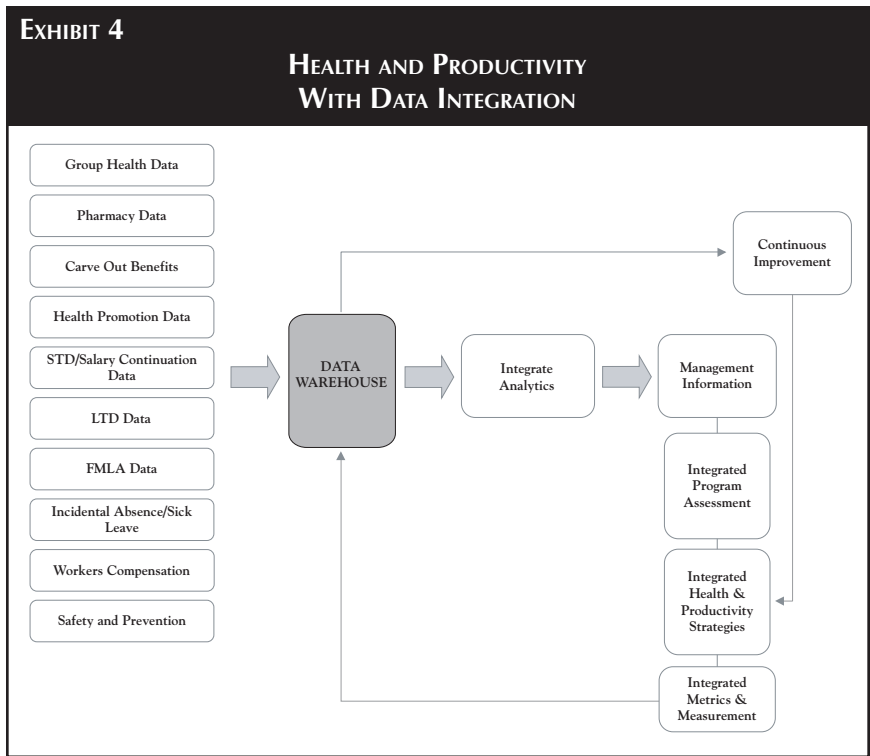 EXHIBIT 4
HEALTH AND PRODUCTIVITY
WITH DATA INTEGRATION
Group Health Data
Pharmacy Data
Carve Out Benefits
Health Promotion Data
STD/Salary Continuation
Data
LTD Data
FMLA Data
Incidental Absence/Sick
Leave
Workers Compensation
Safety and Prevention
DATA
WAREHOUSE
Integrate
Analytics
Management
Information
Continuous
Improvement
Integrated
Program
Assessment
Integrated
Health &
Productivity
Strategies
Integrated
Metrics &
Measurement